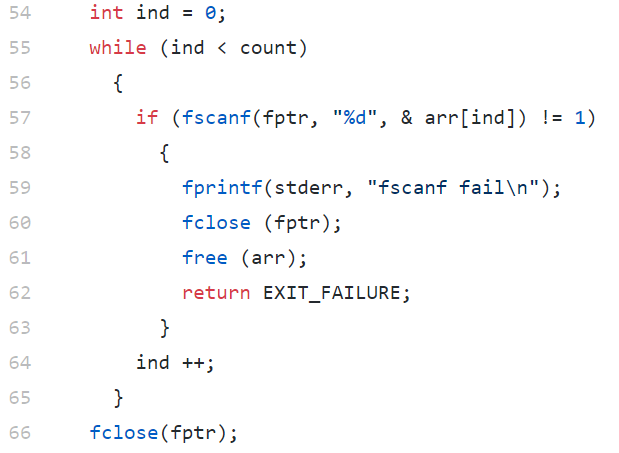 54 int ind = 0;
55 while (ind < count)
56 {
57 if (fscanf(fptr, "%d", & arr[ind]) != 1)
58 {
59 fprintf(stderr, "fscanf fail\n");
60 fclose (fptr);
61 free (arr);
62 return EXIT_FAILURE;
63 }
64 ind ++;
65 }
66 fclose(fptr);